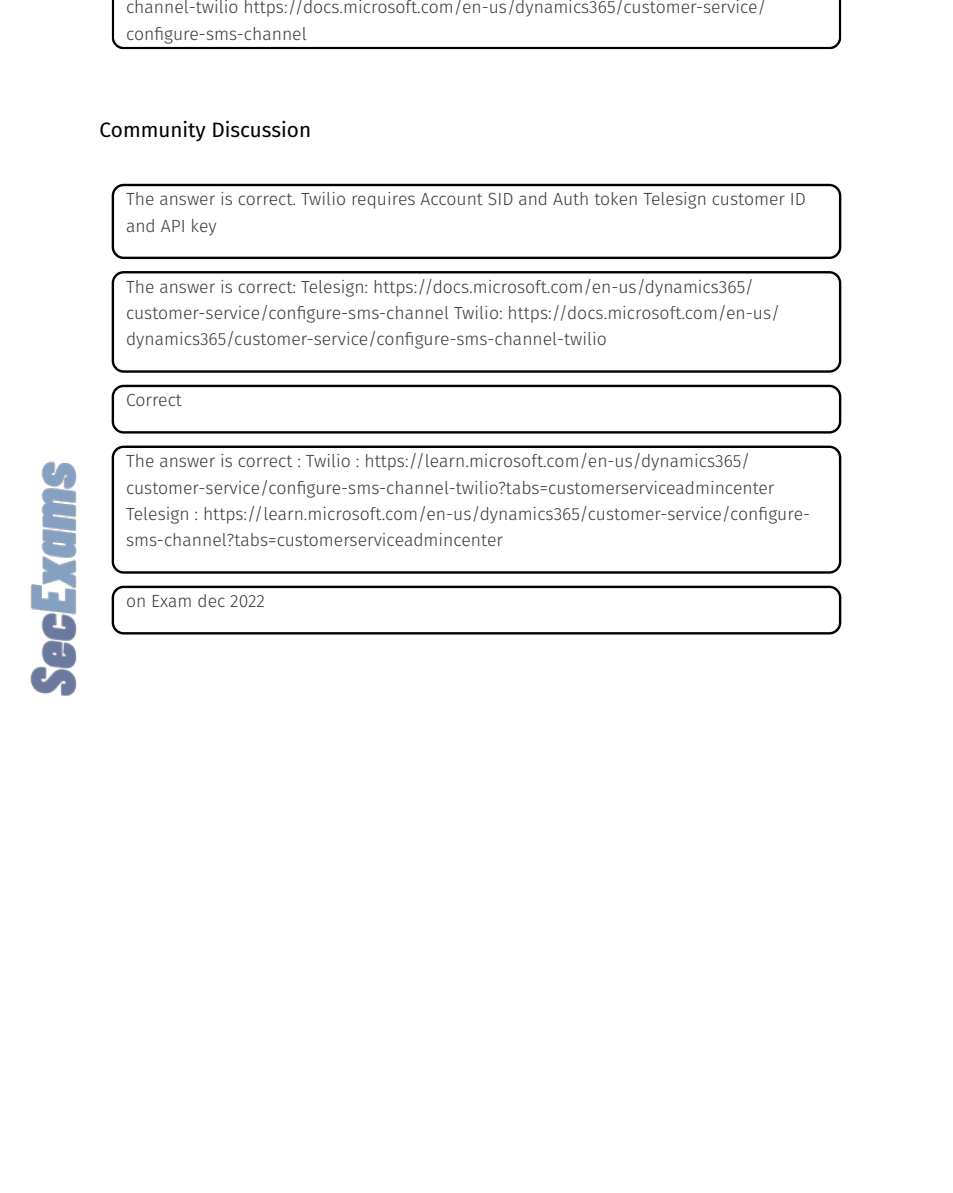 channel-twilio https://docs.microsoft.com/en-us/dynamics365/customer-service/
configure-sms-channel
Community Discussion
The answer is correct. Twilio requires Account SID and Auth token Telesign customer ID
and API key
The answer is correct: Telesign: https://docs.microsoft.com/en-us/dynamics365/
customer-service/configure-sms-channel Twilio: https://docs.microsoft.com/en-us/
dynamics365/customer-service/configure-sms-channel-twilio
Correct
The answer is correct : Twilio : https://learn.microsoft.com/en-us/dynamics365/
customer-service/configure-sms-channel-twilio?tabs=customerserviceadmincenter
Telesign : https://learn.microsoft.com/en-us/dynamics365/customer-service/configure-
sms-channel?tabs=customerserviceadmincenter
on Exam dec 2022
SecExams